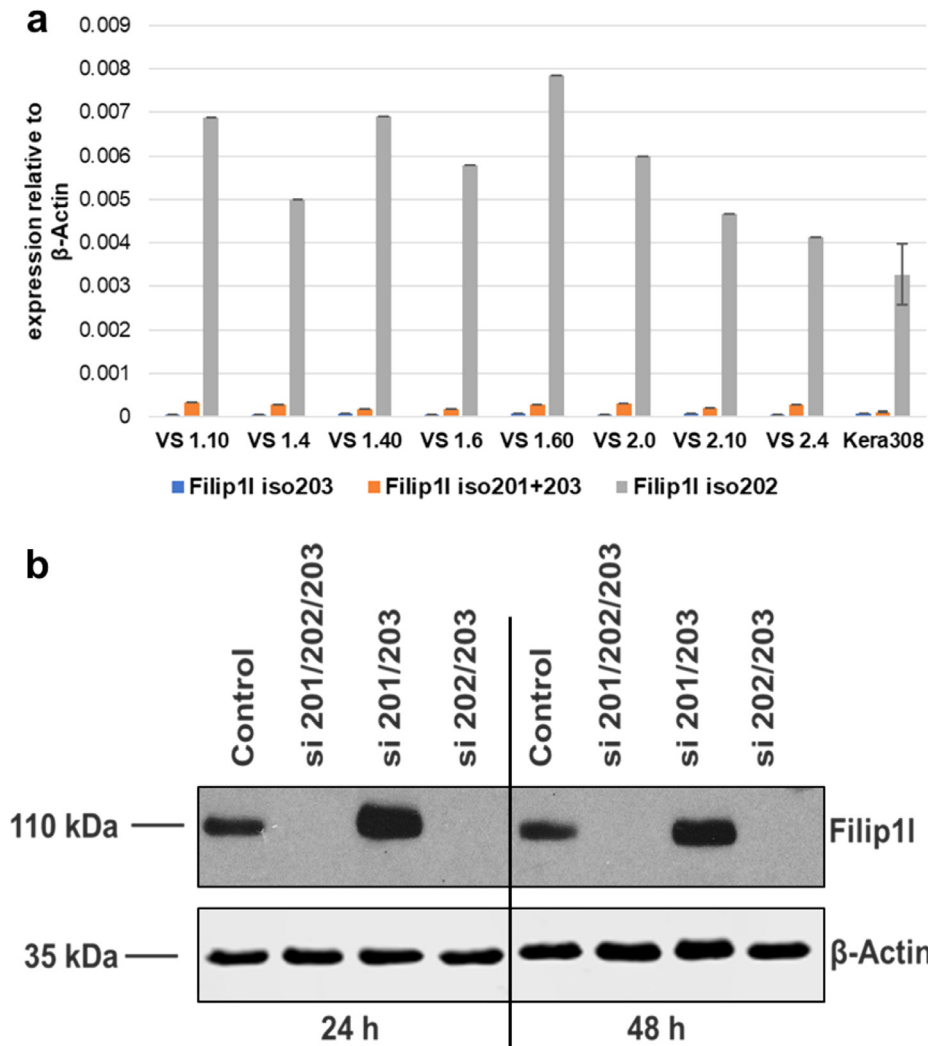 a
0.009
0.008
0.007
0.006
0.005
0.004
0.003
0.002
0.001
0
expression relative to
β-Actin
VS 1.10 VS 1.4 VS 1.40 VS 1.6 VS 1.60 VS 2.0 VS 2.10 VS 2.4 Kera308
Filip1l iso203 Filip1l iso201+203 Filip1l iso202
b
Control si 201/202/203 si 201/203 si 202/203 Control si 201/202/203 si 201/203 si 202/203
110 kDa Filip1l
35 kDa β-Actin
24 h 48 h